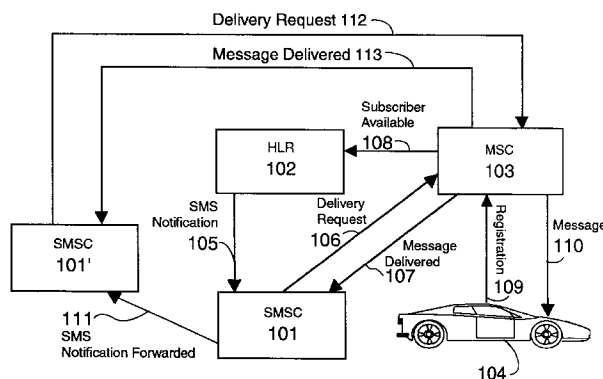 Delivery Request 112
Message Delivered 113
Subscriber
Available
108
HLR
102
MSC
103
SMS
Notification
105
Delivery
Request
106
Message
Delivered
107
Registration
109
Message
110
SMSC
101'
SMSC
101
111
SMS
Notification Forwarded
104